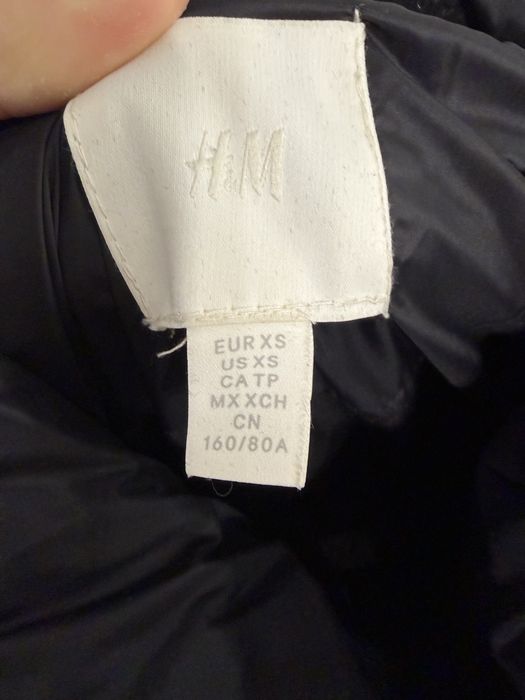 H&M
EUR XS
US XS
CA TP
MX XCH
CN
160/80A